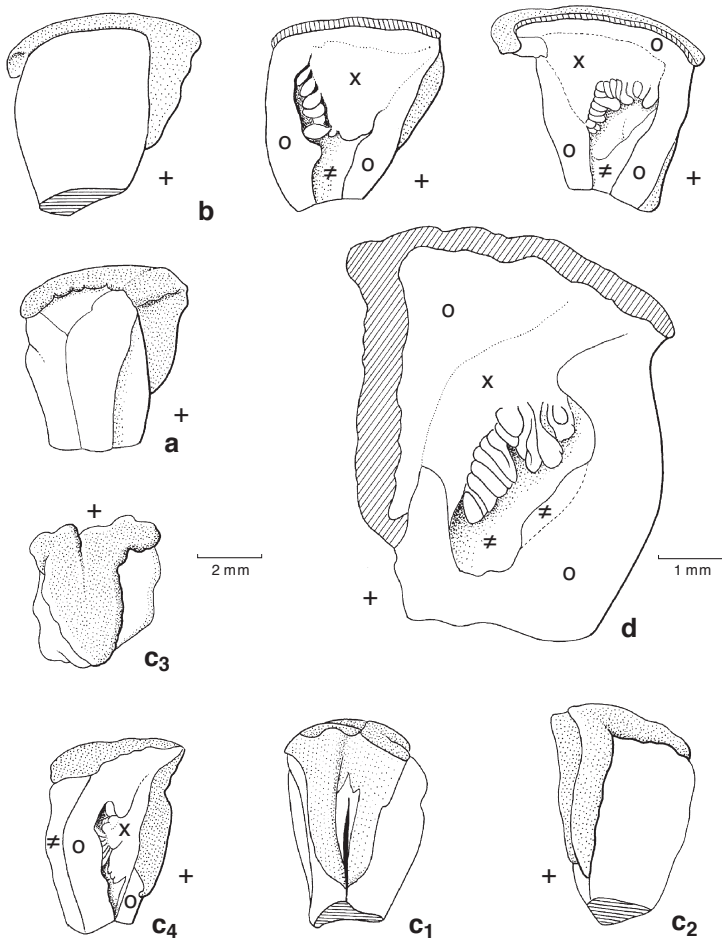 x
o
x
o
o
≠
+
o
o
≠
+
≠
o
+
b
o
x
+
a
+
2 mm
1 mm
≠
≠
o
+
d
c3
≠
o
x
o
+
c4
c1
+
c2